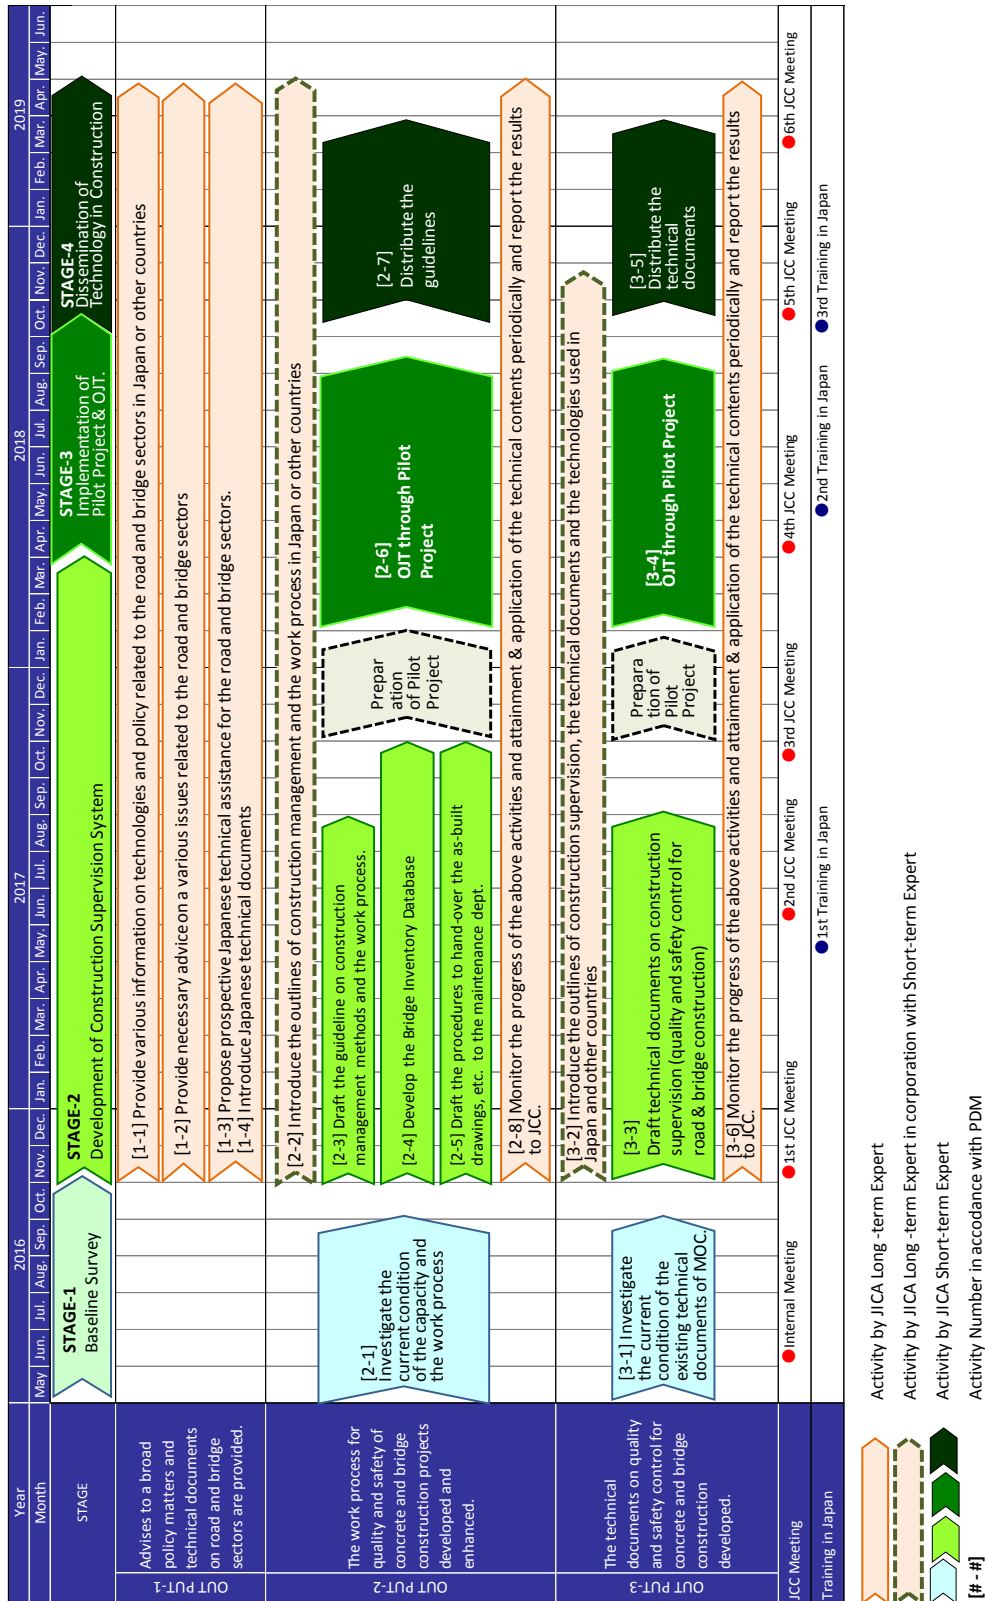 Year
2016
2017
2018
2019
Month
May
Jun.
Jul.
Aug.
Sep.
Oct.
Nov.
Dec.
Jan.
Feb.
Mar.
Apr.
May.
Jun.
Jul.
Aug.
Sep.
Oct.
Nov.
Dec.
Jan.
Feb.
Mar.
Apr.
May.
Jun.
Jul.
Aug.
Sep.
Oct.
Nov.
Dec.
Jan.
Feb.
Mar.
Apr.
May.
Jun.
STAGE
STAGE-1
Baseline Survey
STAGE-2
Development of Construction Supervision System
STAGE-3
Implementation of
Pilot Project & OJT.
STAGE-4
Dissemination of
Technology in Construction
OUT PUT-1
Advises to a broad
policy matters and
technical documents
on road and bridge
sectors are provided.
[1-1] Provide various information on technologies and policy related to the road and bridge sectors in Japan or other countries
[1-2] Provide necessary advice on a various issues related to the road and bridge sectors
[1-3] Propose prospective Japanese technical assistance for the road and bridge sectors.
[1-4] Introduce Japanese technical documents
OUT PUT-2
The work process for
quality and safety of
concrete and bridge
construction projects
developed and
enhanced.
[2-2] Introduce the outlines of construction management and the work process in Japan or other countries
[2-1]
Investigate the
current condition
of the capacity and
the work process
[2-3] Draft the guideline on construction
management methods and the work process.
[2-4] Develop the Bridge Inventory Database
[2-5] Draft the procedures to hand-over the as-built
drawings, etc. to the maintenance dept.
Prepar
ation
of Pilot
Project
[2-6]
OJT through Pilot
Project
[2-7]
Distribute the
guidelines
[2-8] Monitor the progress of the above activities and attainment & application of the technical contents periodically and report the results
to JCC.
OUT PUT-3
The technical
documents on quality
and safety control for
concrete and bridge
construction
developed.
[3-2] Introduce the outlines of construction supervision, the technical documents and the technologies used in
Japan and other countries
[3-1] Investigate
the current
condition of the
existing technical
documents of MOC.
[3-3]
Draft technical documents on construction
supervision (quality and safety control for
road & bridge construction)
Prepara
tion of
Pilot
Project
[3-4]
OJT through Pilot Project
[3-5]
Distribute the
technical
documents
[3-6] Monitor the progress of the above activities and attainment & application of the technical contents periodically and report the results
to JCC.
JCC Meeting
Internal Meeting
1st JCC Meeting
2nd JCC Meeting
3rd JCC Meeting
4th JCC Meeting
5th JCC Meeting
6th JCC Meeting
Training in Japan
1st Training in Japan
2nd Training in Japan
3rd Training in Japan
Activity by JICA Long -term Expert
Activity by JICA Long -term Expert in corporation with Short-term Expert
Activity by JICA Short-term Expert
[# - #]
Activity Number in accodance with PDM